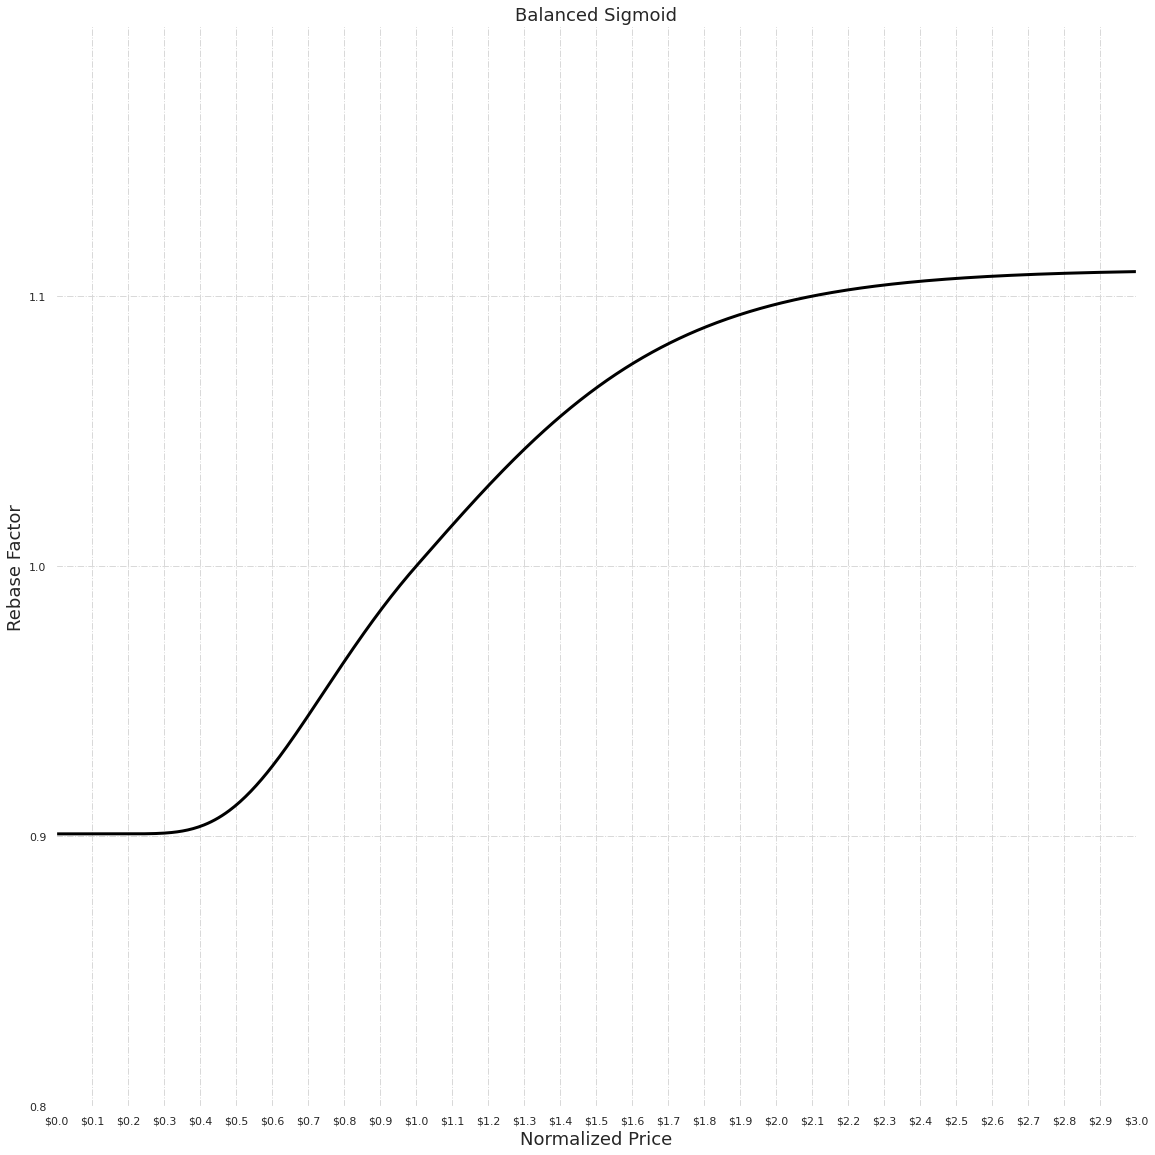 Balanced Sigmoid
Rebase Factor
1.1
1.0
0.9
0.8
$0.0 $0.1 $0.2 $0.3 $0.4 $0.5 $0.6 $0.7 $0.8 $0.9 $1.0 $1.1 $1.2 $1.3 $1.4 $1.5 $1.6 $1.7 $1.8 $1.9 $2.0 $2.1 $2.2 $2.3 $2.4 $2.5 $2.6 $2.7 $2.8 $2.9 $3.0
Normalized Price